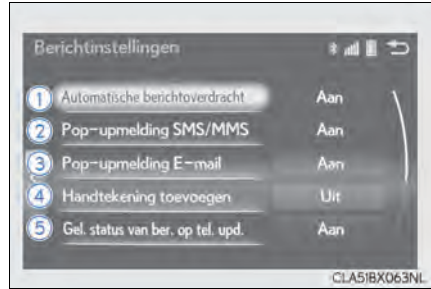 Berichtinstellingen
1 Automatische berichtoverdracht Aan
2 Pop-upmelding SMS/MMS Aan
3 Pop-upmelding E-mail Aan
4 Handtekening toevoegen Uit
5 Gel. status van ber. op tel. upd. Aan
CLA51BX063NL